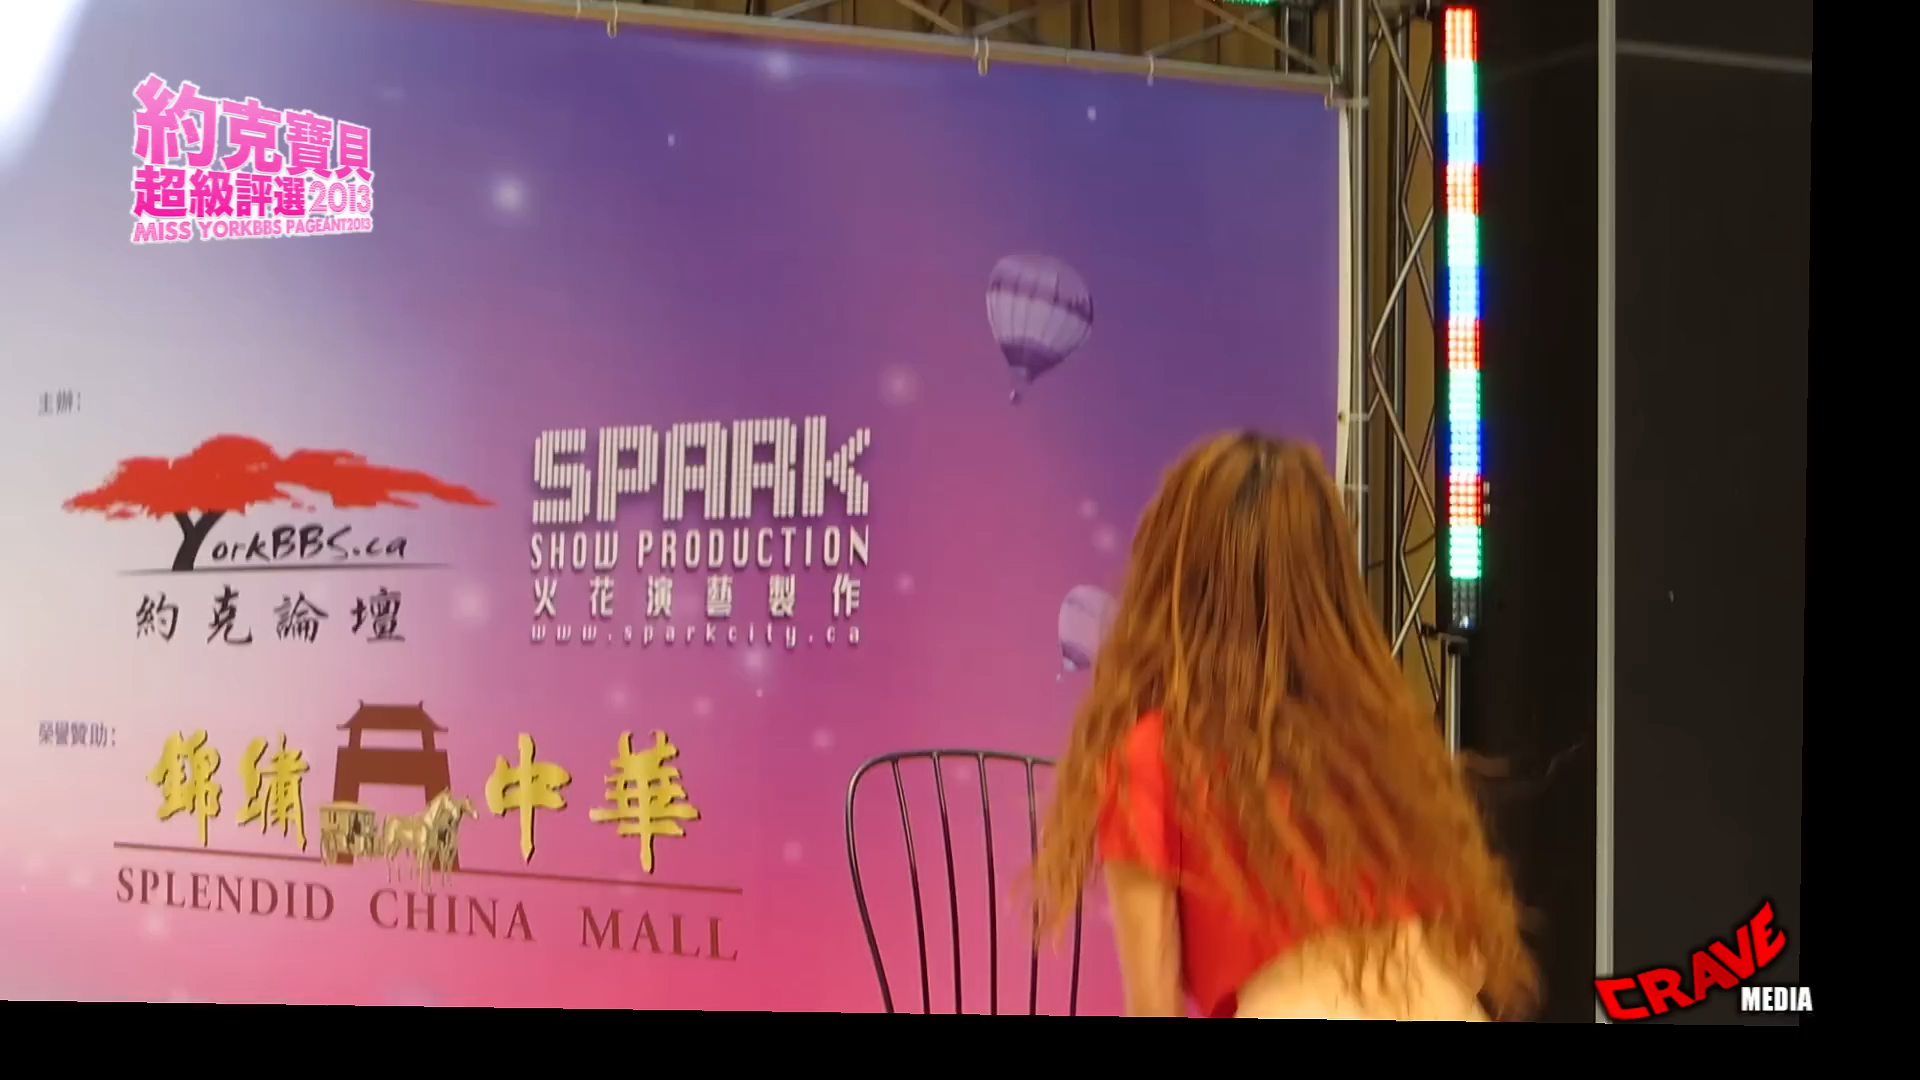 約克寶貝
超級評選2013
MISS YORKBBS PAGEANT2013
主辦：
YorkBBS.ca
約克論壇
SPARK
SHOW PRODUCTION
火花演藝製作
www.sparkcity.ca
榮譽贊助：
錦繡中華
SPLENDID CHINA MALL
CRAVE
MEDIA